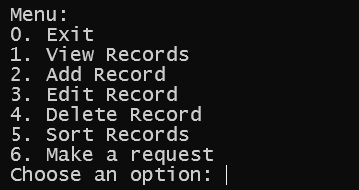 Menu:
0. Exit
1. View Records
2. Add Record
3. Edit Record
4. Delete Record
5. Sort Records
6. Make a request
Choose an option: